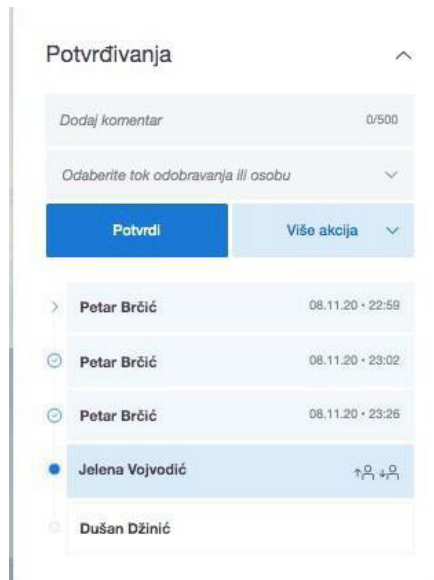 Potvrđivanja
Dodaj komentar 0/500
Odaberite tok odobravanja ili osobu
Potvrdi Više akcija
Petar Brčić 08.11.20 • 22:59
Petar Brčić 08.11.20 • 23:02
Petar Brčić 08.11.20 • 23:26
Jelena Vojvodić
Dušan Džinić